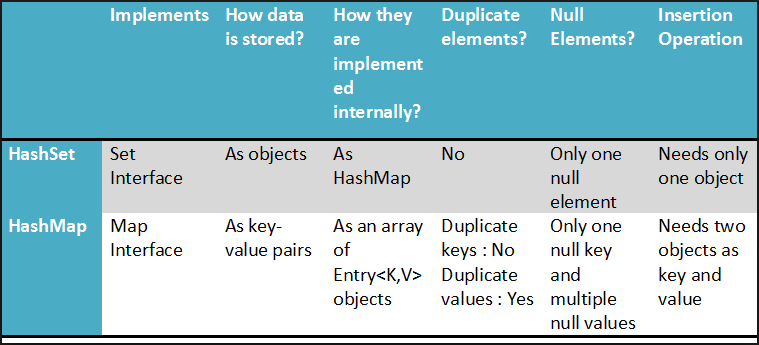 Implements
How data
is stored?
How they
are
implement
ed
internally?
Duplicate
elements?
Null
Elements?
Insertion
Operation
HashSet
Set
Interface
As objects
As
HashMap
No
Only one
null
element
Needs only
one object
HashMap
Map
Interface
As key-
value pairs
As an array
of
Entry<K,V>
objects
Duplicate
keys : No
Duplicate
values : Yes
Only one
null key
and
multiple
null values
Needs two
objects as
key and
value